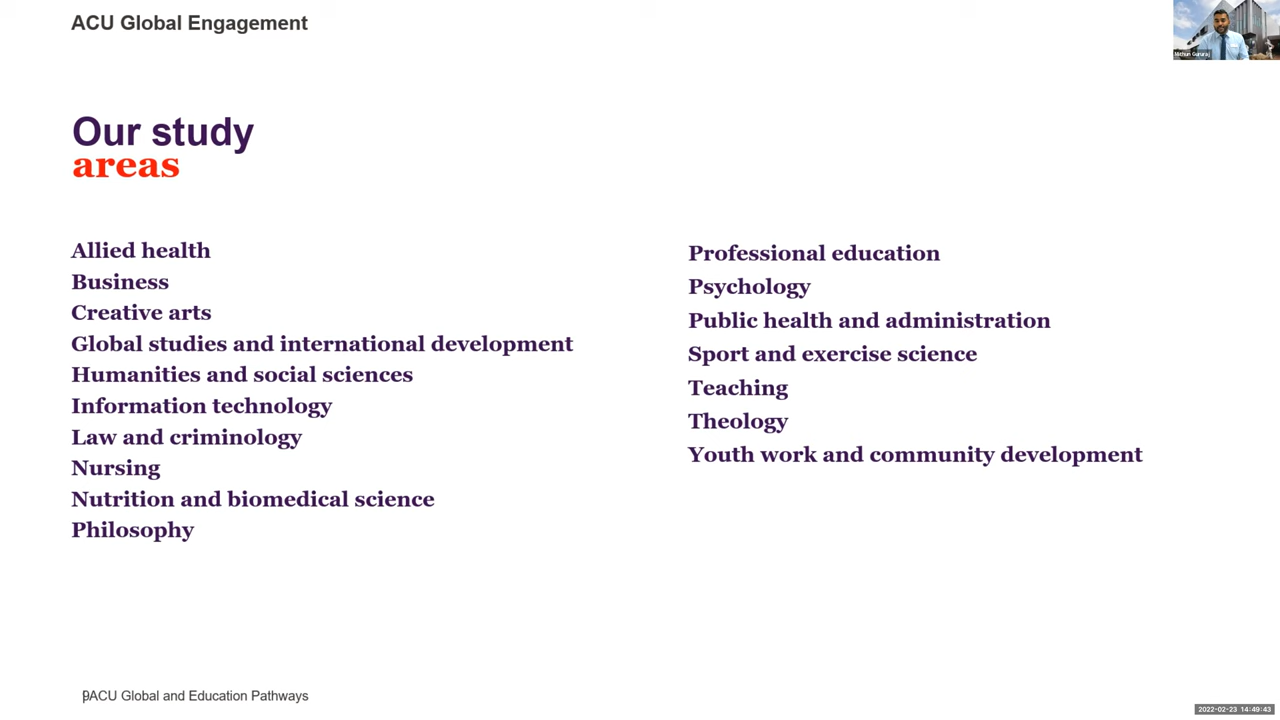 ACU Global Engagement
Our study
areas
Allied health
Business
Creative arts
Global studies and international development
Humanities and social sciences
Information technology
Law and criminology
Nursing
Nutrition and biomedical science
Philosophy
Professional education
Psychology
Public health and administration
Sport and exercise science
Teaching
Theology
Youth work and community development
ACU Global and Education Pathways
Mithun Gururaj
2022-02-23 14:49:43